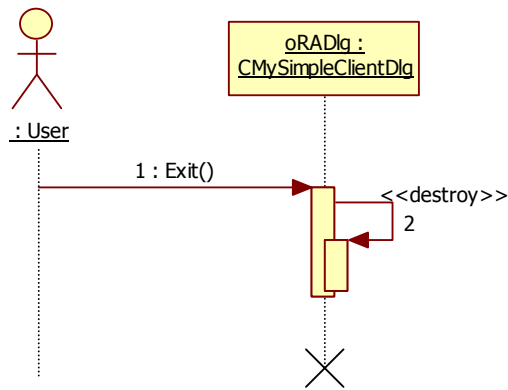 oRADlg :
CMySimpleClientDlg
: User
1 : Exit()
<<destroy>>
2